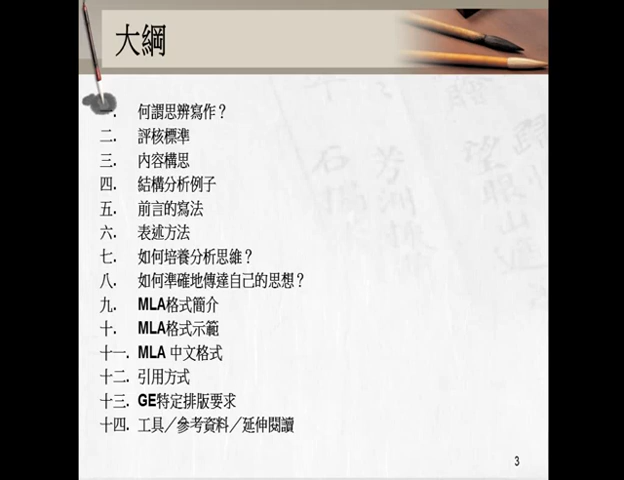 大綱
一. 何謂思辨寫作？
二. 評核標準
三. 內容構思
四. 結構分析例子
五. 前言的寫法
六. 表述方法
七. 如何培養分析思維？
八. 如何準確地傳達自己的思想？
九. MLA格式簡介
十. MLA格式示範
十一. MLA 中文格式
十二. 引用方式
十三. GE特定排版要求
十四. 工具／參考資料／延伸閱讀
3